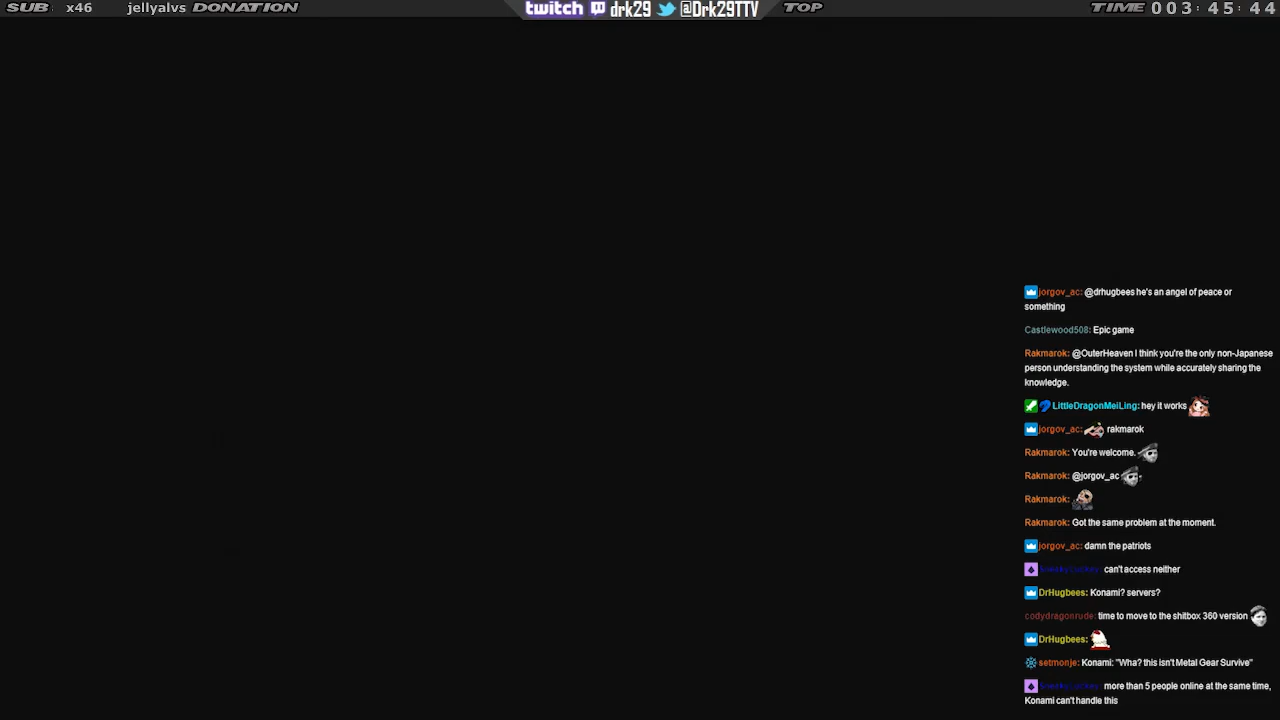 SUB: x46 jellyalvs DONATION twitch drk29 @Drk29TTV TOP TIME 003:45:44
jorgov_ac: @drhugbees he's an angel of peace or
something
Castlewood508: Epic game
Rakmarok: @OuterHeaven I think you're the only non-Japanese
person understanding the system while accurately sharing the
knowledge.
LittleDragonMeiLing: hey it works
jorgov_ac: rakmarok
Rakmarok: You're welcome.
Rakmarok: @jorgov_ac
Rakmarok:
Rakmarok: Got the same problem at the moment.
jorgov_ac: damn the patriots
can't access neither
DrHugbees: Konami? servers?
codydragonrude: time to move to the shitbox 360 version
DrHugbees:
setmonje: Konami: "Wha? this isn't Metal Gear Survive"
more than 5 people online at the same time,
Konami can't handle this